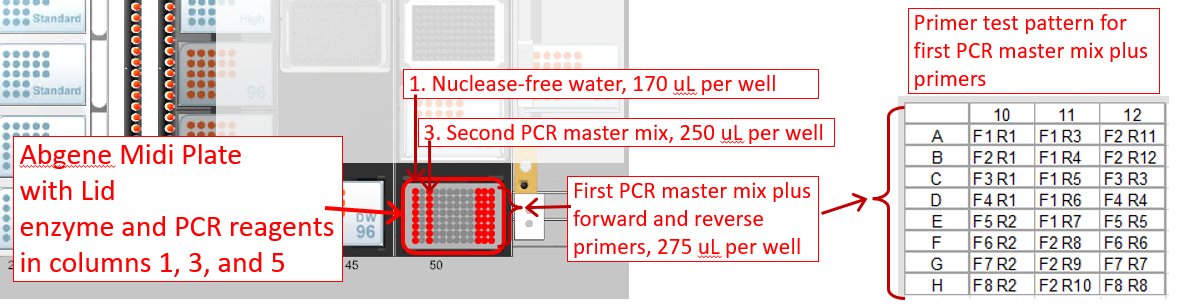 Standard
High
Standard
96
1. Nuclease-free water, 170 uL per well
3. Second PCR master mix, 250 uL per well
Abgene Midi Plate
with Lid
enzyme and PCR reagents
in columns 1, 3, and 5
DW
96
45
50
First PCR master mix plus
forward and reverse
primers, 275 uL per well
Primer test pattern for
first PCR master mix plus
primers
10 11 12
A F1 R1 F1 R3 F2 R11
B F2 R1 F1 R4 F2 R12
C F3 R1 F1 R5 F3 R3
D F4 R1 F1 R6 F4 R4
E F5 R2 F1 R7 F5 R5
F F6 R2 F2 R8 F6 R6
G F7 R2 F2 R9 F7 R7
H F8 R2 F2 R10 F8 R8